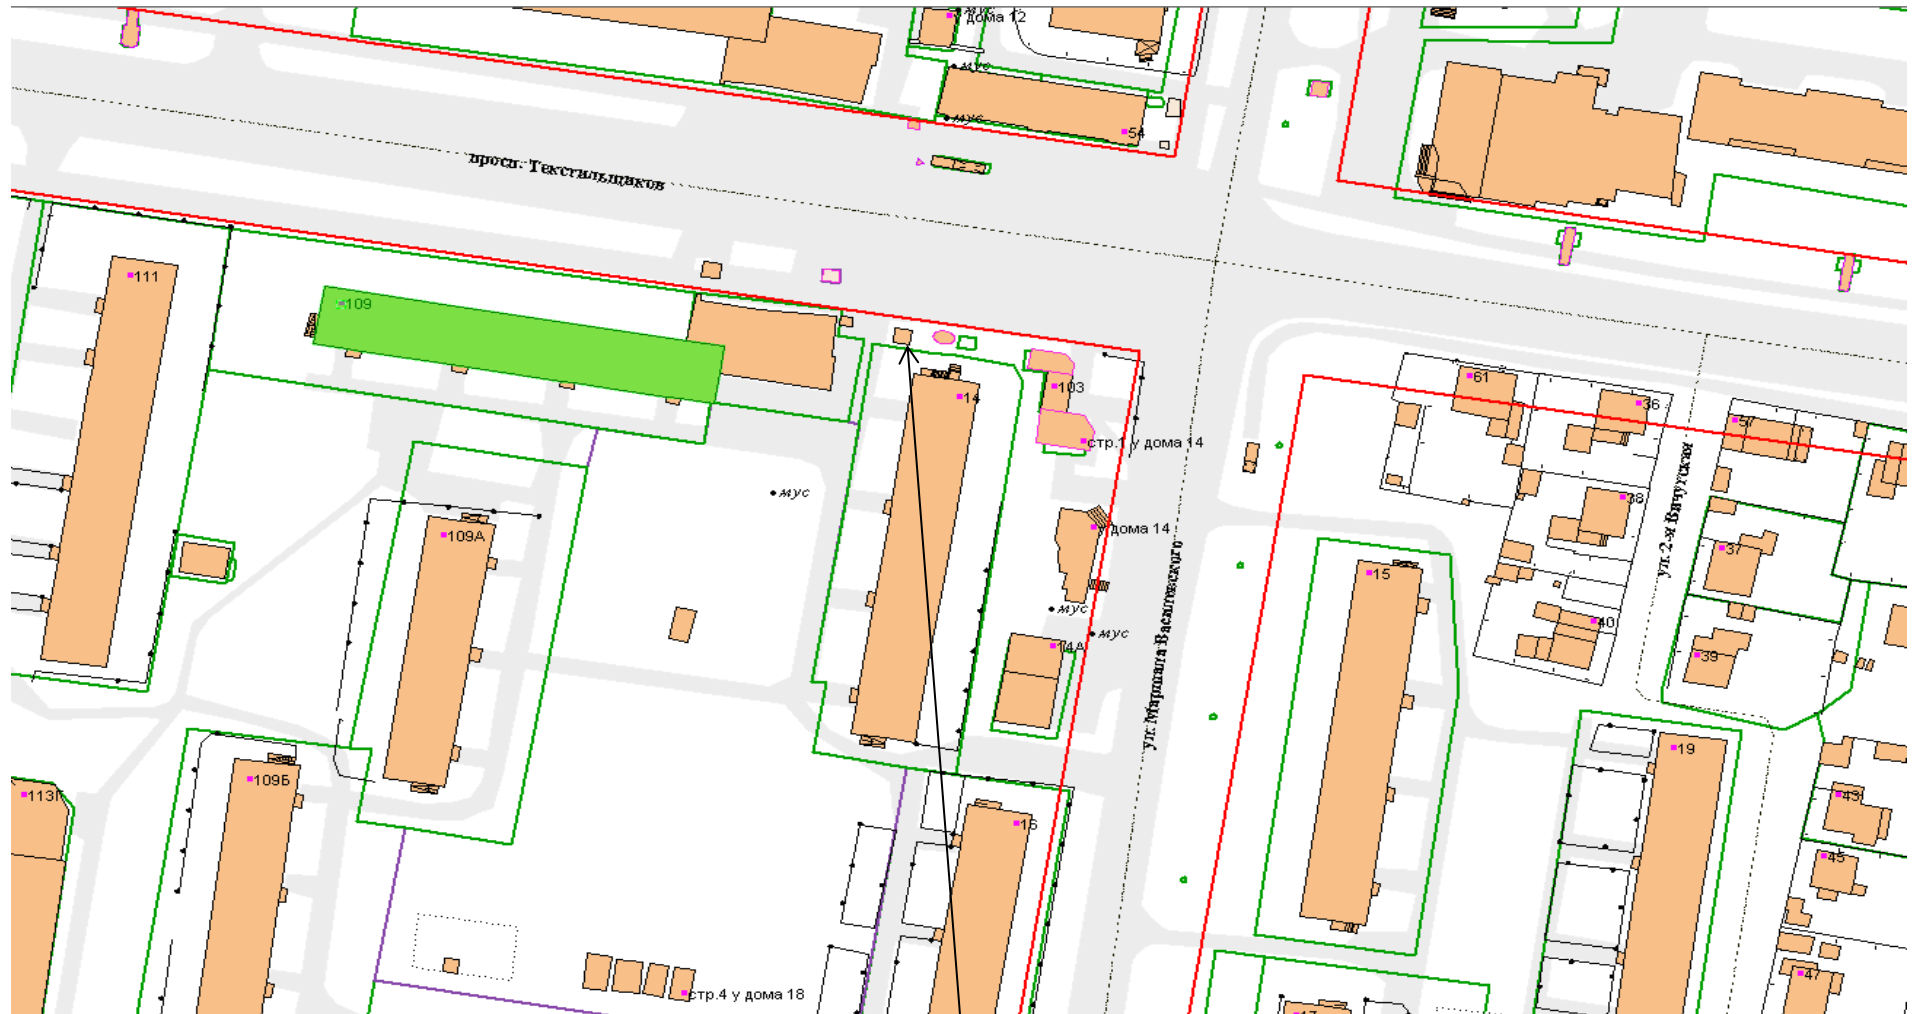 у дома 12
мус
мус
54
просп. Текстильщиков
111
109
103
14
стр.1 у дома 14
61
36
57
мус
38
109А
у дома 14
37
15
ул. 2-я Вичугская
ул. Маршала Василевского
мус
40
мус
14А
39
19
109Б
113Г
43
16
45
47
стр.4 у дома 18
17